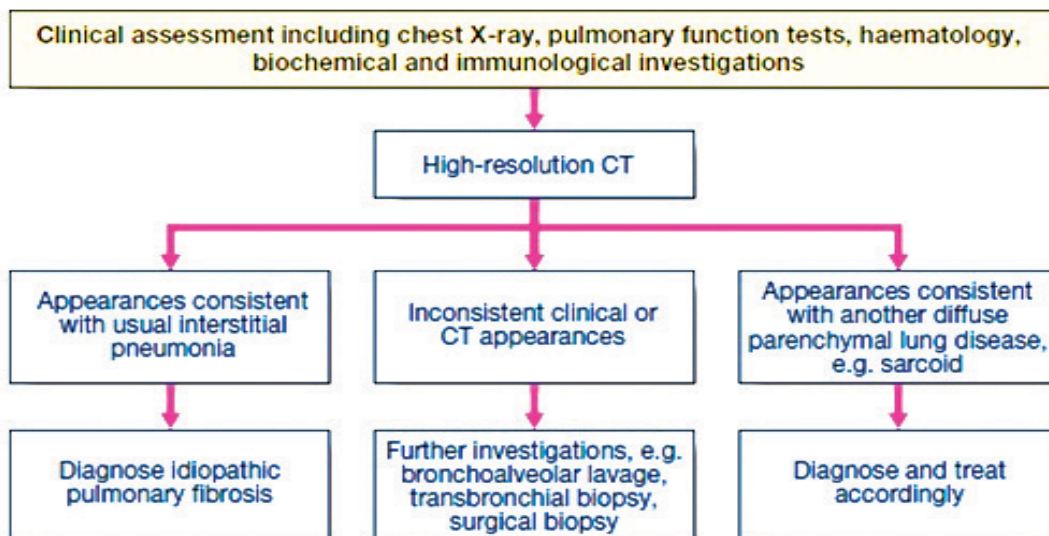 Clinical assessment including chest X-ray, pulmonary function tests, haematology,
biochemical and immunological investigations
High-resolution CT
Appearances consistent
with usual interstitial
pneumonia
Inconsistent clinical or
CT appearances
Appearances consistent
with another diffuse
parenchymal lung disease,
e.g. sarcoid
Diagnose idiopathic
pulmonary fibrosis
Further investigations, e.g.
bronchoalveolar lavage,
transbronchial biopsy,
surgical biopsy
Diagnose and treat
accordingly